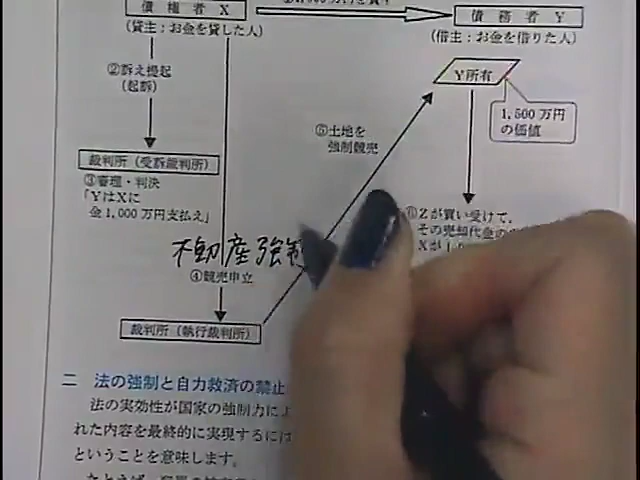 債権者X
債務者Y
(貸主:お金を貸した人)
(借主:お金を借りた人)
②訴え提起
(起訴)
Y所有
1,500万円
の価値
⑤土地を
強制競売
裁判所(受訴裁判所)
③審理・判決
「YはXに
金1,000万円支払え」
⑥Zが買い受けて,
その売却代金の
Xが1,0
不動産強制
④競売申立
裁判所(執行裁判所)
二 法の強制と自力救済の禁止
法の実効性が国家の強制力によ
れた内容を最終的に実現するには
ということを意味します。